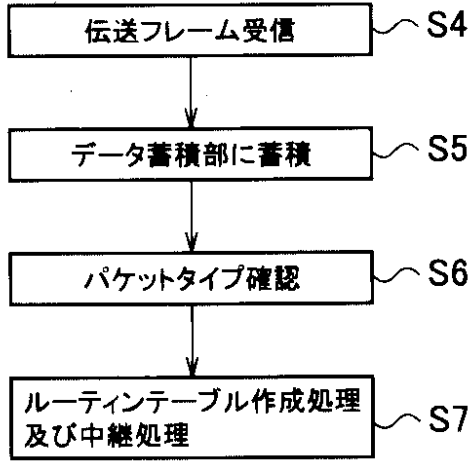 伝送フレーム受信 S4
データ蓄積部に蓄積 S5
パケットタイプ確認 S6
ルーティンテーブル作成処理
及び中継処理 S7